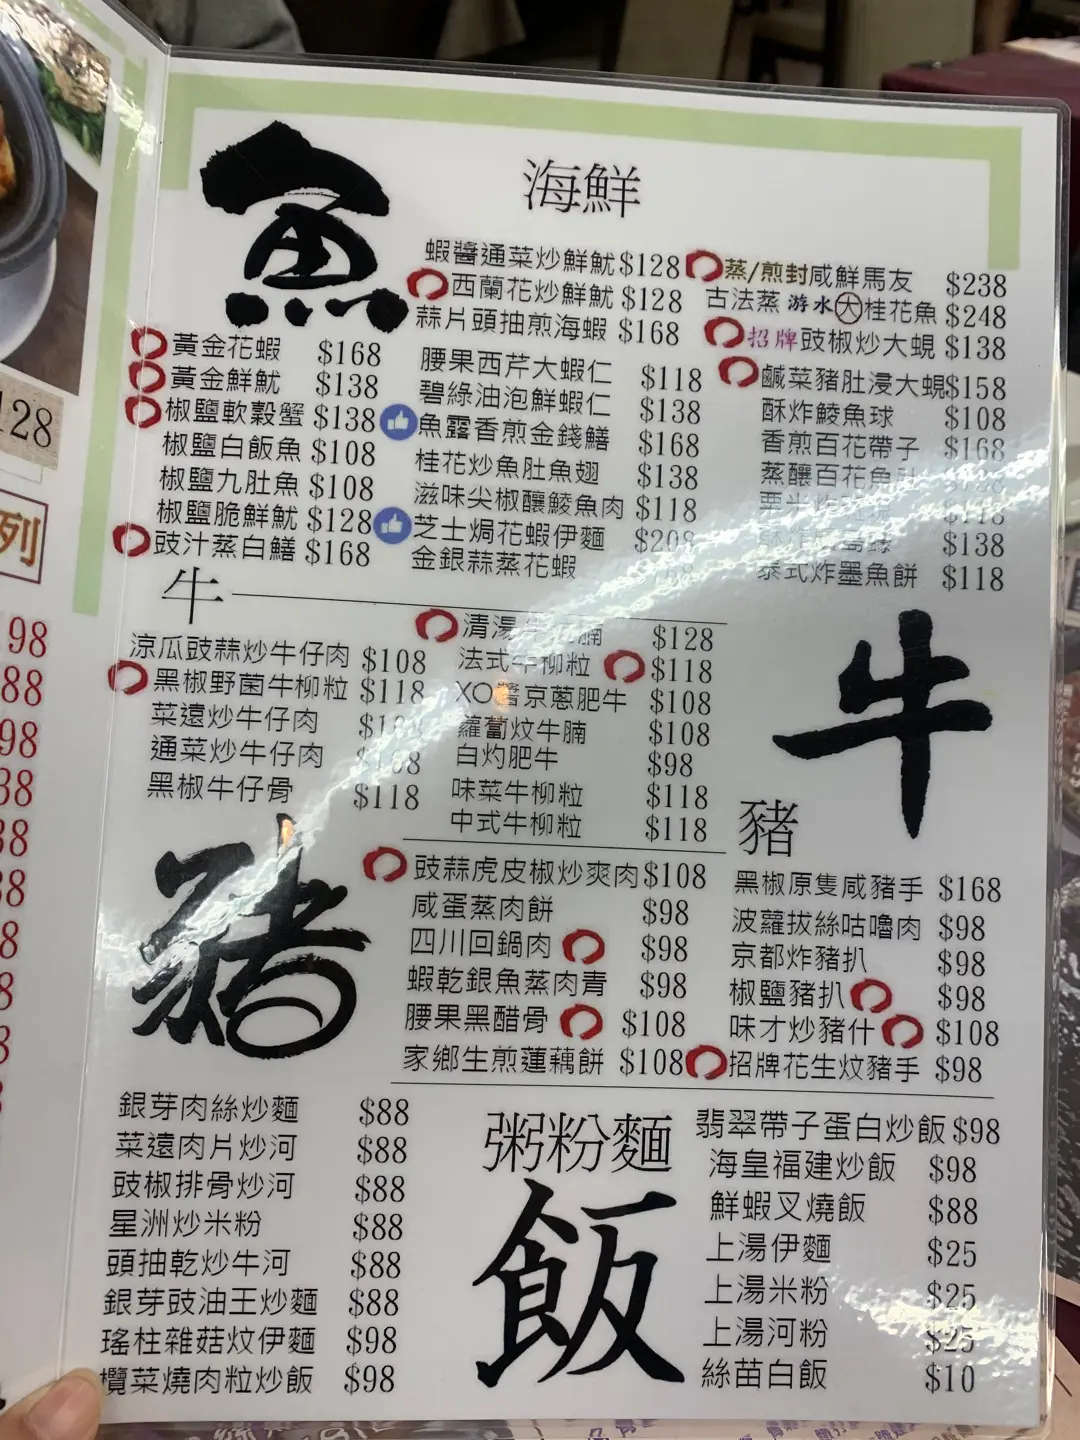 魚
海鮮
黃金花蝦 $168
黃金鮮魷 $138
椒鹽軟殼蟹 $138
椒鹽白飯魚 $108
椒鹽九肚魚 $108
椒鹽脆鮮魷 $128
豉汁蒸白鱔 $168
蝦醬通菜炒鮮魷 $128
西蘭花炒鮮魷 $128
蒜片頭抽煎海蝦 $168
腰果西芹大蝦仁 $118
碧綠油泡鮮蝦仁 $138
魚露香煎金錢鱔 $168
桂花炒魚肚魚翅 $138
滋味尖椒釀鯪魚肉 $118
芝士焗花蝦伊麵 $208
金銀蒜蒸花蝦
蒸/煎封咸鮮馬友 $238
古法蒸游水大桂花魚 $248
招牌豉椒炒大蜆 $138
鹹菜豬肚浸大蜆 $158
酥炸鯪魚球 $108
香煎百花帶子 $168
蒸釀百花魚肚
$118
$138
泰式炸墨魚餅 $118
牛
涼瓜豉蒜炒牛仔肉 $108
黑椒野菌牛柳粒 $118
菜遠炒牛仔肉
通菜炒牛仔肉
黑椒牛仔骨 $118
清湯 腩 $128
法式牛柳粒 $118
XO醬京蔥肥牛 $108
蘿蔔炆牛腩 $108
白灼肥牛 $98
味菜牛柳粒 $118
中式牛柳粒 $118
牛
豬
豬
豉蒜虎皮椒炒爽肉 $108
咸蛋蒸肉餅 $98
四川回鍋肉 $98
蝦乾銀魚蒸肉青 $98
腰果黑醋骨 $108
家鄉生煎蓮藕餅 $108
黑椒原隻咸豬手 $168
波蘿拔絲咕嚕肉 $98
京都炸豬扒 $98
椒鹽豬扒 $98
味才炒豬什 $108
招牌花生炆豬手 $98
銀芽肉絲炒麵 $88
菜遠肉片炒河 $88
豉椒排骨炒河 $88
星洲炒米粉 $88
頭抽乾炒牛河 $88
銀芽豉油王炒麵 $88
瑤柱雜菇炆伊麵 $98
欖菜燒肉粒炒飯 $98
粥粉麵
飯
翡翠帶子蛋白炒飯 $98
海皇福建炒飯 $98
鮮蝦叉燒飯 $88
上湯伊麵 $25
上湯米粉 $25
上湯河粉 $25
絲苗白飯 $10
128
列